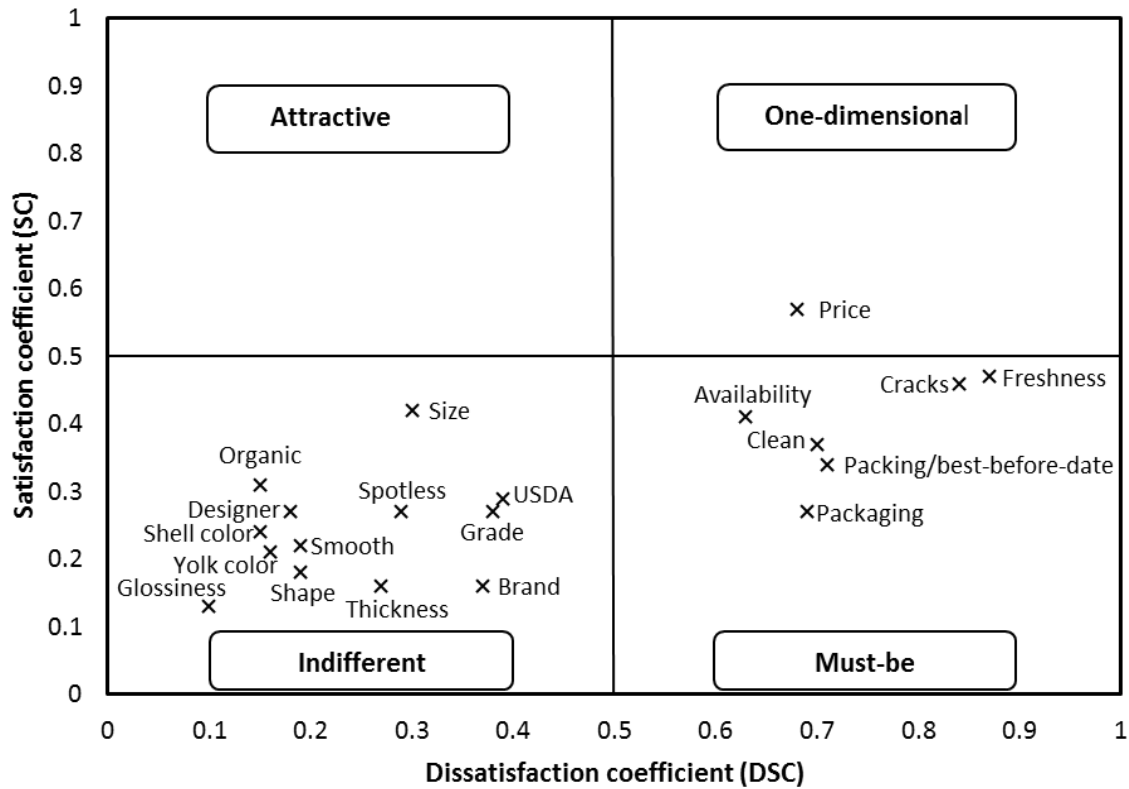 1
0.9
Attractive
One-dimensional
0.8
0.7
0.6
Price
0.5
Satisfaction coefficient (SC)
Cracks
Freshness
Availability
0.4
Size
Clean
Organic
Packing/best-before-date
0.3
Spotless
USDA
Designer
Packaging
Shell color
Grade
Smooth
0.2
Yolk color
Glossiness
Shape
Brand
Thickness
0.1
Indifferent
Must-be
0
0 0.1 0.2 0.3 0.4 0.5 0.6 0.7 0.8 0.9 1
Dissatisfaction coefficient (DSC)